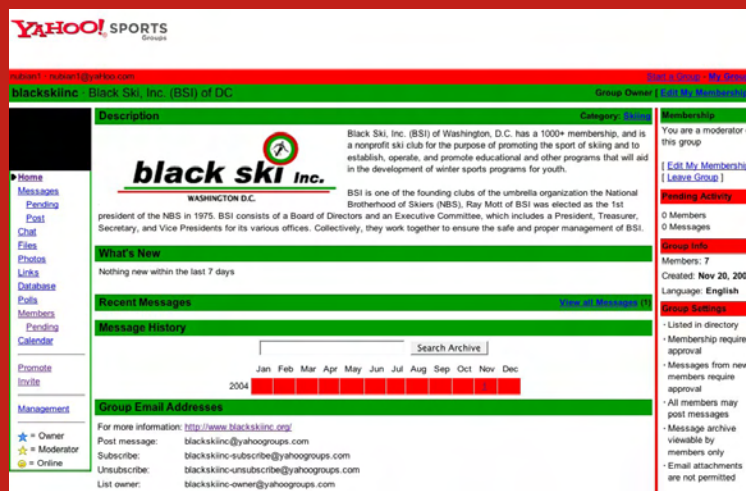 YAHOO! SPORTS
Groups
nubian1 · nubian1@yahoo.com
Start a Group - My Group
blackskiinc · Black Ski, Inc. (BSI) of DC
Group Owner [ Edit My Membership
Home
Messages
Pending
Post
Chat
Files
Photos
Links
Database
Polls
Members
Pending
Calendar
Promote
Invite
Management
= Owner
= Moderator
= Online
Description
Category: Skiing
black ski Inc.
WASHINGTON D.C.
Black Ski, Inc. (BSI) of Washington, D.C. has a 1000+ membership, and is
a nonprofit ski club for the purpose of promoting the sport of skiing and to
establish, operate, and promote educational and other programs that will aid
in the development of winter sports programs for youth.
BSI is one of the founding clubs of the umbrella organization the National
Brotherhood of Skiers (NBS), Ray Mott of BSI was elected as the 1st
president of the NBS in 1975. BSI consists of a Board of Directors and an Executive Committee, which includes a President, Treasurer,
Secretary, and Vice Presidents for its various offices. Collectively, they work together to ensure the safe and proper management of BSI.
What's New
Nothing new within the last 7 days
Recent Messages
View all Messages (1)
Message History
Search Archive
Jan Feb Mar Apr May Jun Jul Aug Sep Oct Nov Dec
2004
Group Email Addresses
For more information: http://www.blackskiinc.org/
Post message: blackskiinc@yahoogroups.com
Subscribe: blackskiinc-subscribe@yahoogroups.com
Unsubscribe: blackskiinc-unsubscribe@yahoogroups.com
List owner: blackskiinc-owner@yahoogroups.com
Membership
You are a moderator
this group
[ Edit My Membership
[ Leave Group ]
Pending Activity
0 Members
0 Messages
Group Info
Members: 7
Created: Nov 20, 200
Language: English
Group Settings
· Listed in directory
· Membership require
approval
· Messages from new
members require
approval
· All members may
post messages
· Message archive
viewable by
members only
· Email attachments
are not permitted